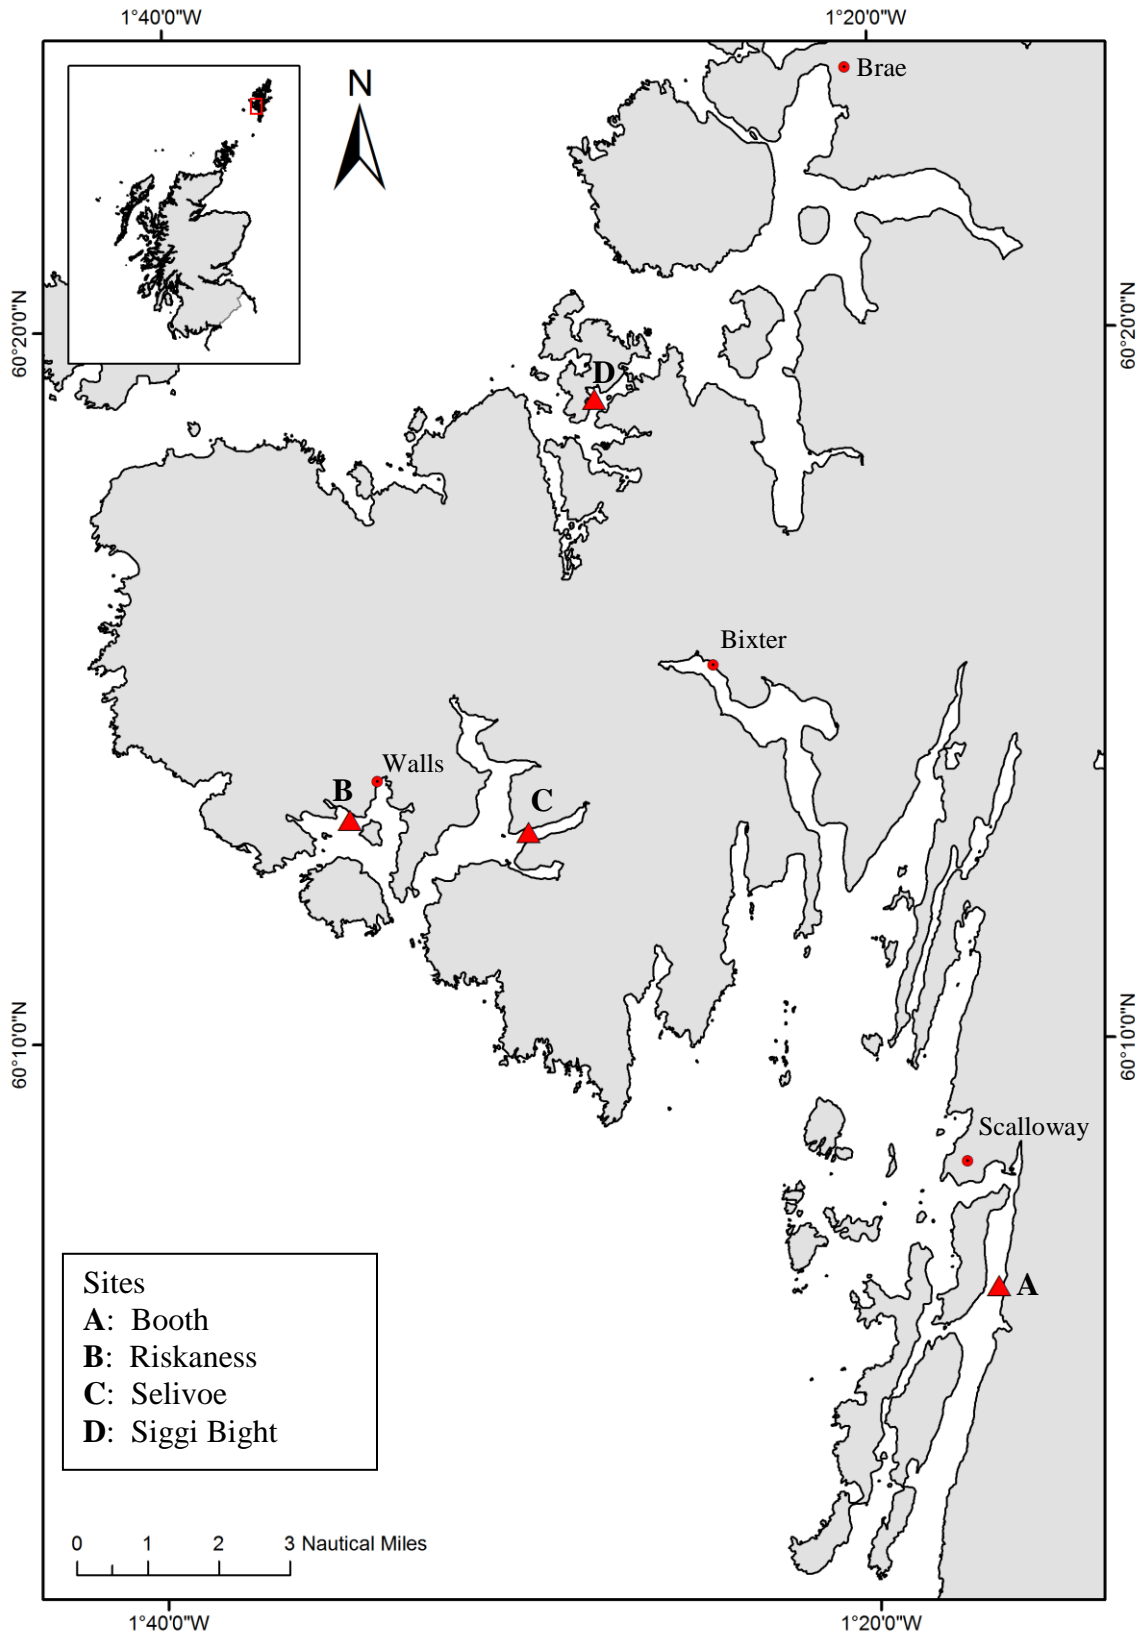 1°40'0"W 1°20'0"W
N
Brae
60°20'0"N 60°20'0"N
D
Bixter
Walls
B
C
60°10'0"N 60°10'0"N
Scalloway
A
Sites
A: Booth
B: Riskaness
C: Selivoe
D: Siggi Bight
0 1 2 3 Nautical Miles
1°40'0"W 1°20'0"W